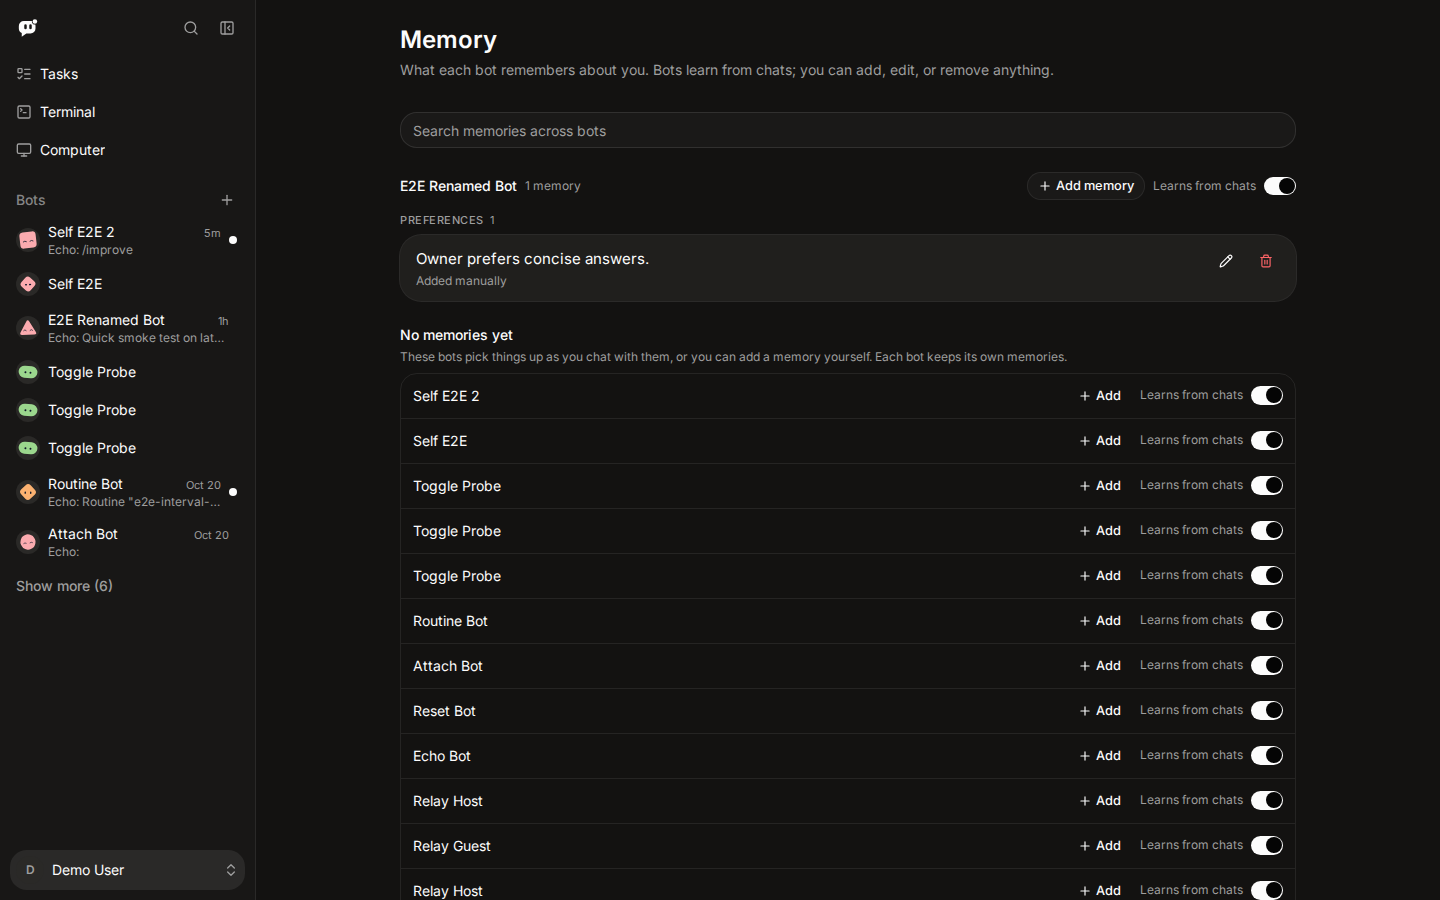 Tasks
Terminal
Computer
Bots
Self E2E 2 5m
Echo: /improve
Self E2E
E2E Renamed Bot 1h
Echo: Quick smoke test on lat...
Toggle Probe
Toggle Probe
Toggle Probe
Routine Bot Oct 20
Echo: Routine "e2e-interval-...
Attach Bot Oct 20
Echo:
Show more (6)
D Demo User
Memory
What each bot remembers about you. Bots learn from chats; you can add, edit, or remove anything.
Search memories across bots
E2E Renamed Bot 1 memory Add memory Learns from chats
PREFERENCES 1
Owner prefers concise answers.
Added manually
No memories yet
These bots pick things up as you chat with them, or you can add a memory yourself. Each bot keeps its own memories.
Self E2E 2 Add Learns from chats
Self E2E Add Learns from chats
Toggle Probe Add Learns from chats
Toggle Probe Add Learns from chats
Toggle Probe Add Learns from chats
Routine Bot Add Learns from chats
Attach Bot Add Learns from chats
Reset Bot Add Learns from chats
Echo Bot Add Learns from chats
Relay Host Add Learns from chats
Relay Guest Add Learns from chats
Relay Host Add Learns from chats